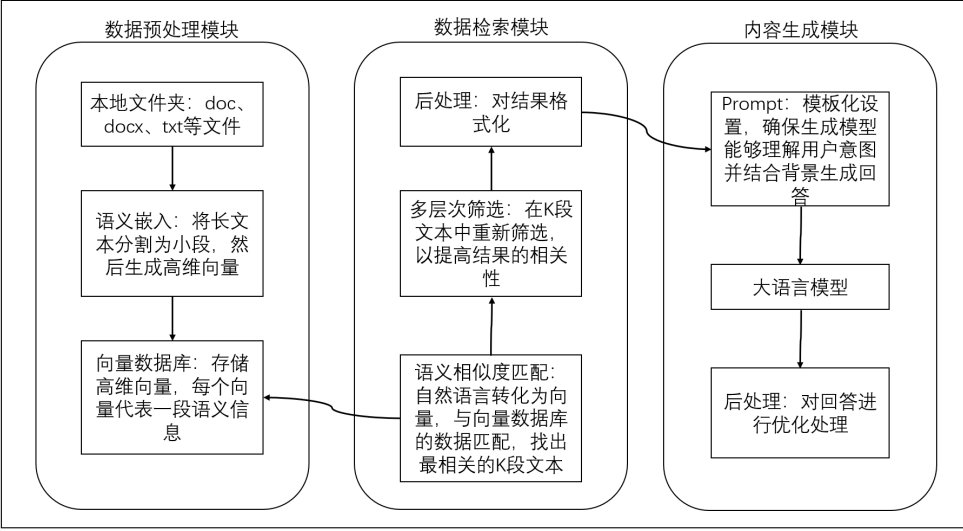 数据预处理模块
本地文件夹：doc、
docx、txt等文件
语义嵌入：将长文
本分割为小段，然
后生成高维向量
向量数据库：存储
高维向量，每个向
量代表一段语义信
息
数据检索模块
后处理：对结果格
式化
多层次筛选：在K段
文本中重新筛选，
以提高结果的相关
性
语义相似度匹配：
自然语言转化为向
量，与向量数据库
的数据匹配，找出
最相关的K段文本
内容生成模块
Prompt：模板化设
置，确保生成模型
能够理解用户意图
并结合背景生成回
答
大语言模型
后处理：对回答进
行优化处理